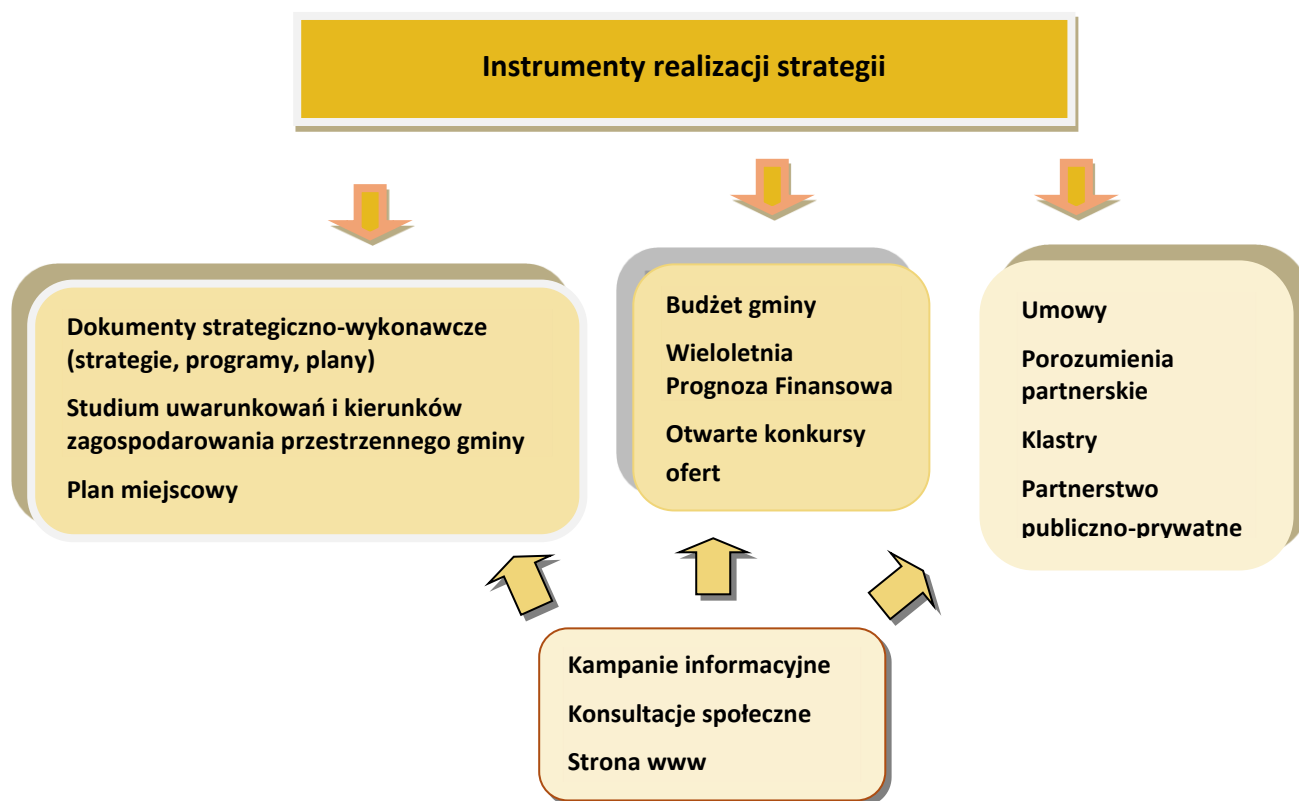 Instrumenty realizacji strategii
Dokumenty strategiczno-wykonawcze
(strategie, programy, plany)
Studium uwarunkowań i kierunków
zagospodarowania przestrzennego gminy
Plan miejscowy
Budżet gminy
Wieloletnia
Prognoza Finansowa
Otwarte konkursy
ofert
Umowy
Porozumienia
partnerskie
Klastry
Partnerstwo
publiczno-prywatne
Kampanie informacyjne
Konsultacje społeczne
Strona www